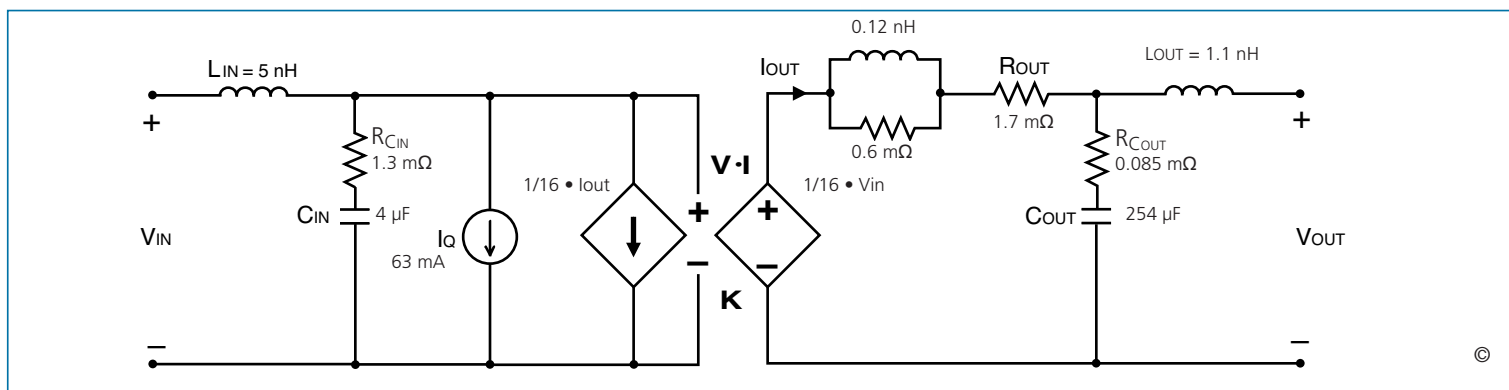 0.12 nH
LIN = 5 nH
IOUT
ROUT
LOUT = 1.1 nH
+
+
RCIN
1.3 mΩ
0.6 mΩ
1.7 mΩ
RCOUT
0.085 mΩ
V·I
1/16 • Iout
1/16 • Vin
+
+
CIN
4 µF
COUT
254 µF
VIN
IQ
63 mA
VOUT
–
–
K
–
–
©